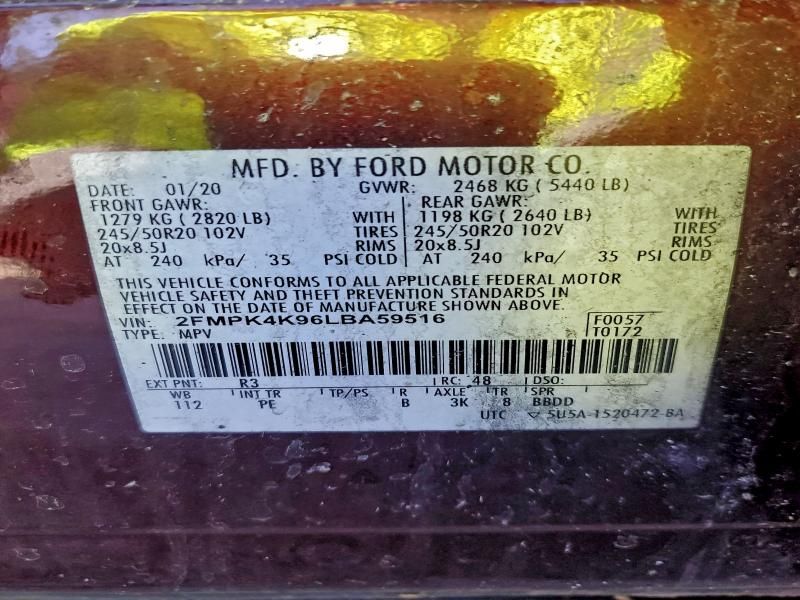 MFD. BY FORD MOTOR CO.
DATE: 01/20 GVWR: 2468 KG ( 5440 LB)
FRONT GAWR: REAR GAWR:
1279 KG ( 2820 LB) WITH 1198 KG ( 2640 LB) WITH
245/50R20 102V TIRES 245/50R20 102V TIRES
20x8.5J RIMS 20x8.5J RIMS
AT 240 kPa/ 35 PSI COLD AT 240 kPa/ 35 PSI COLD
THIS VEHICLE CONFORMS TO ALL APPLICABLE FEDERAL MOTOR
VEHICLE SAFETY AND THEFT PREVENTION STANDARDS IN
EFFECT ON THE DATE OF MANUFACTURE SHOWN ABOVE.
VIN: 2FMPK4K96LBA59516 F0057
TYPE: MPV T0172
EXT PNT: R3 RC: 48 DSO:
WB INT TR TP/PS R AXLE TR SPR
112 PE B 3K 8 BBDD
UTC ▽ 5U5A-1520472-BA